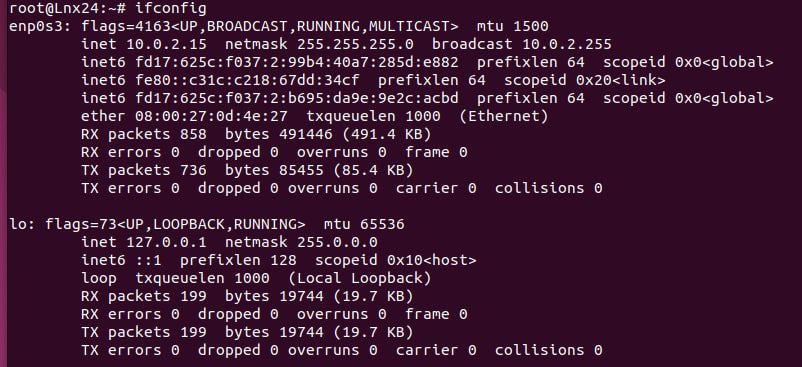 root@Lnx24:~# ifconfig
enp0s3: flags=4163<UP,BROADCAST,RUNNING,MULTICAST>  mtu 1500
        inet 10.0.2.15  netmask 255.255.255.0  broadcast 10.0.2.255
        inet6 fd17:625c:f037:2:99b4:40a7:285d:e882  prefixlen 64  scopeid 0x0<global>
        inet6 fe80::c31c:c218:67dd:34cf  prefixlen 64  scopeid 0x20<link>
        inet6 fd17:625c:f037:2:b695:da9e:9e2c:acbd  prefixlen 64  scopeid 0x0<global>
        ether 08:00:27:0d:4e:27  txqueuelen 1000  (Ethernet)
        RX packets 858  bytes 491446 (491.4 KB)
        RX errors 0  dropped 0  overruns 0  frame 0
        TX packets 736  bytes 85455 (85.4 KB)
        TX errors 0  dropped 0 overruns 0  carrier 0  collisions 0

lo: flags=73<UP,LOOPBACK,RUNNING>  mtu 65536
        inet 127.0.0.1  netmask 255.0.0.0
        inet6 ::1  prefixlen 128  scopeid 0x10<host>
        loop  txqueuelen 1000  (Local Loopback)
        RX packets 199  bytes 19744 (19.7 KB)
        RX errors 0  dropped 0  overruns 0  frame 0
        TX packets 199  bytes 19744 (19.7 KB)
        TX errors 0  dropped 0 overruns 0  carrier 0  collisions 0